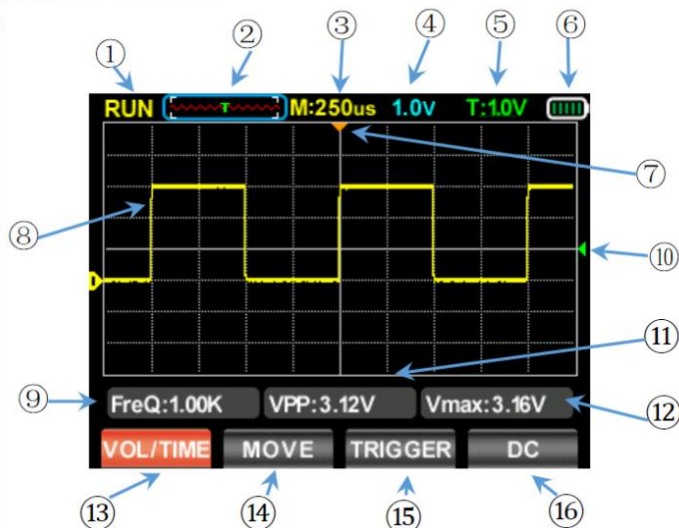 ① ② ③ ④ ⑤ ⑥
RUN T M:250us 1.0V T:1.0V
⑦
⑧
⑩
1
⑪
⑨ FreQ:1.00K VPP:3.12V Vmax:3.16V ⑫
VOL/TIME MOVE TRIGGER DC
⑬ ⑭ ⑮ ⑯